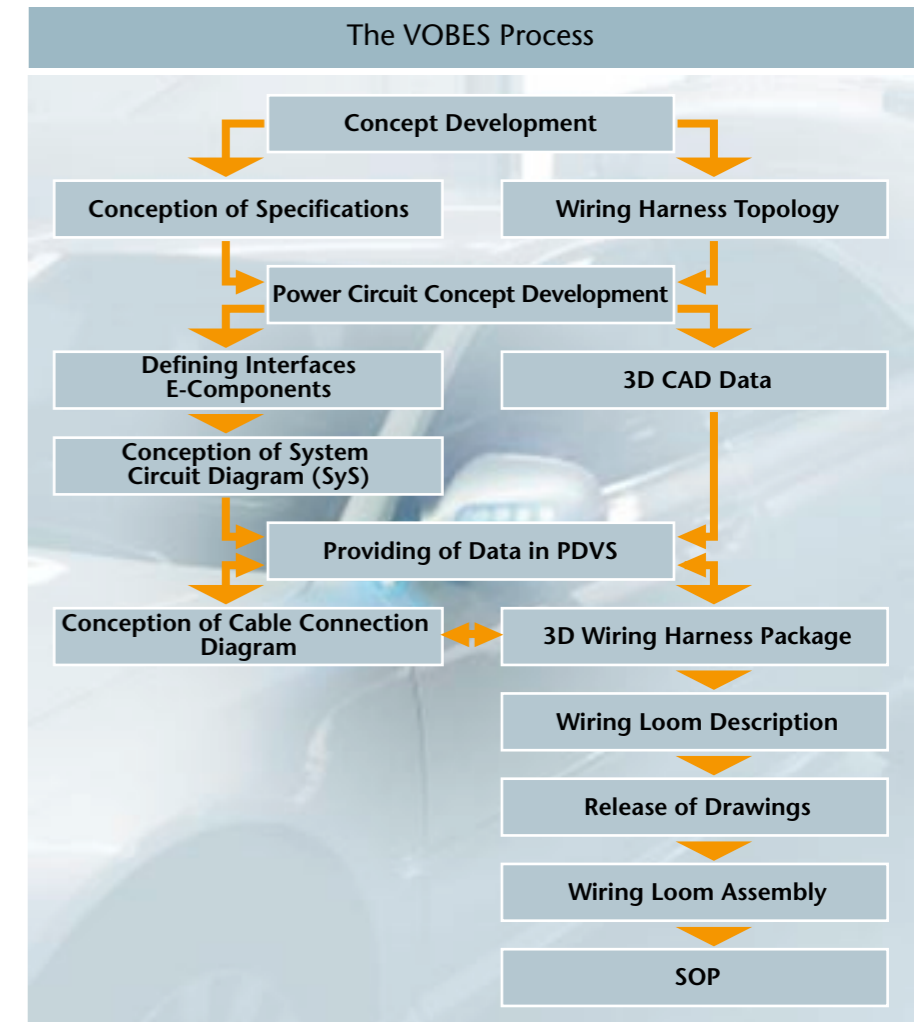 The VOBES Process
Concept Development
Conception of Specifications
Wiring Harness Topology
Power Circuit Concept Development
Defining Interfaces
E-Components
3D CAD Data
Conception of System
Circuit Diagram (SyS)
Providing of Data in PDVS
Conception of Cable Connection
Diagram
3D Wiring Harness Package
Wiring Loom Description
Release of Drawings
Wiring Loom Assembly
SOP